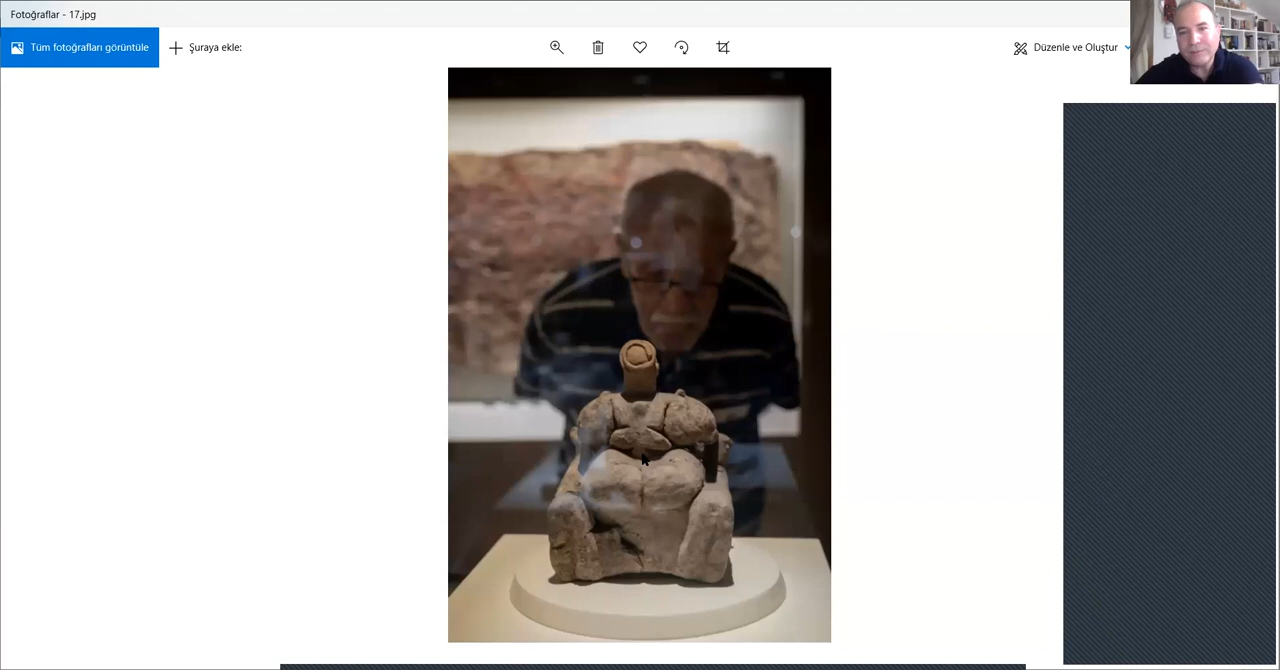 Fotoğraflar - 17.jpg
Tüm fotoğrafları görüntüle
Şuraya ekle:
Düzenle ve Oluştur